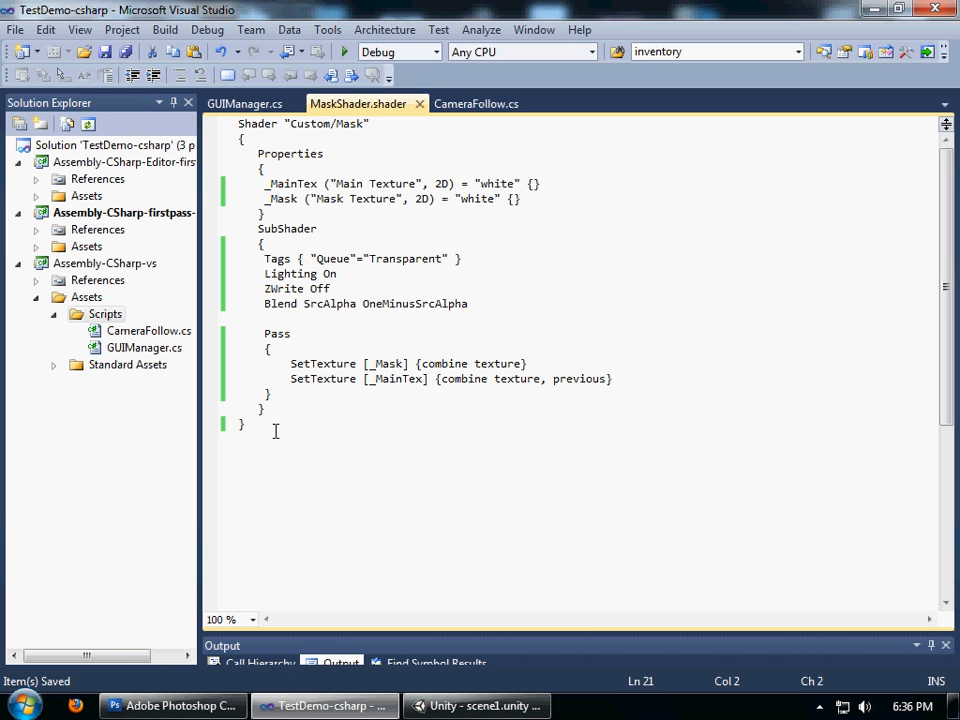 TestDemo-csharp - Microsoft Visual Studio
File Edit View Project Build Debug Team Data Tools Architecture Test Analyze Window Help
Debug Any CPU inventory
Solution Explorer
GUIManager.cs MaskShader.shader CameraFollow.cs
Solution 'TestDemo-csharp' (3 p
Assembly-CSharp-Editor-firs
References
Assets
Assembly-CSharp-firstpass-
References
Assets
Assembly-CSharp-vs
References
Assets
Scripts
CameraFollow.cs
GUIManager.cs
Standard Assets
Shader "Custom/Mask"
{
Properties
{
_MainTex ("Main Texture", 2D) = "white" {}
_Mask ("Mask Texture", 2D) = "white" {}
}
SubShader
{
Tags { "Queue"="Transparent" }
Lighting On
ZWrite Off
Blend SrcAlpha OneMinusSrcAlpha
Pass
{
SetTexture [_Mask] {combine texture}
SetTexture [_MainTex] {combine texture, previous}
}
}
}
100 %
Output
Call Hierarchy Output Find Symbol Results
Item(s) Saved Ln 21 Col 2 Ch 2 INS
Adobe Photoshop C... TestDemo-csharp - ... Unity - scene1.unity ... 6:36 PM